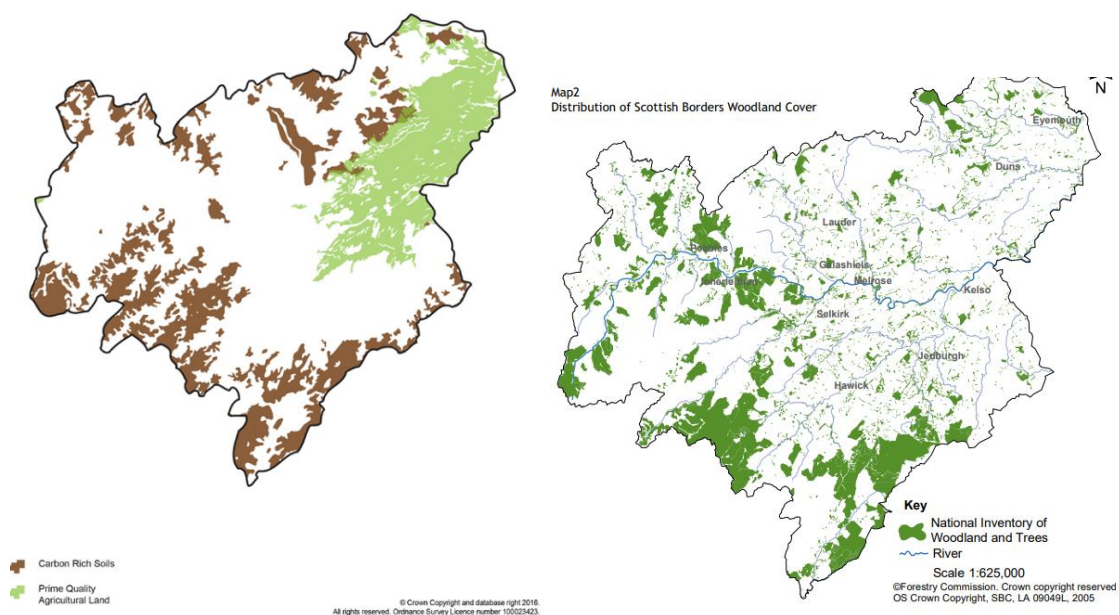 Map2
Distribution of Scottish Borders Woodland Cover
N
Eyemouth
Duns
Lauder
Peebles
Galashiels
Innerleithen
Melrose
Kelso
Selkirk
Jedburgh
Hawick
Key
National Inventory of
Woodland and Trees
River
Scale 1:625,000
©Forestry Commission. Crown copyright reserved
OS Crown Copyright, SBC, LA 09049L, 2005
Carbon Rich Soils
Prime Quality
Agricultural Land
© Crown Copyright and database right 2016.
All rights reserved. Ordnance Survey Licence number 100023423.